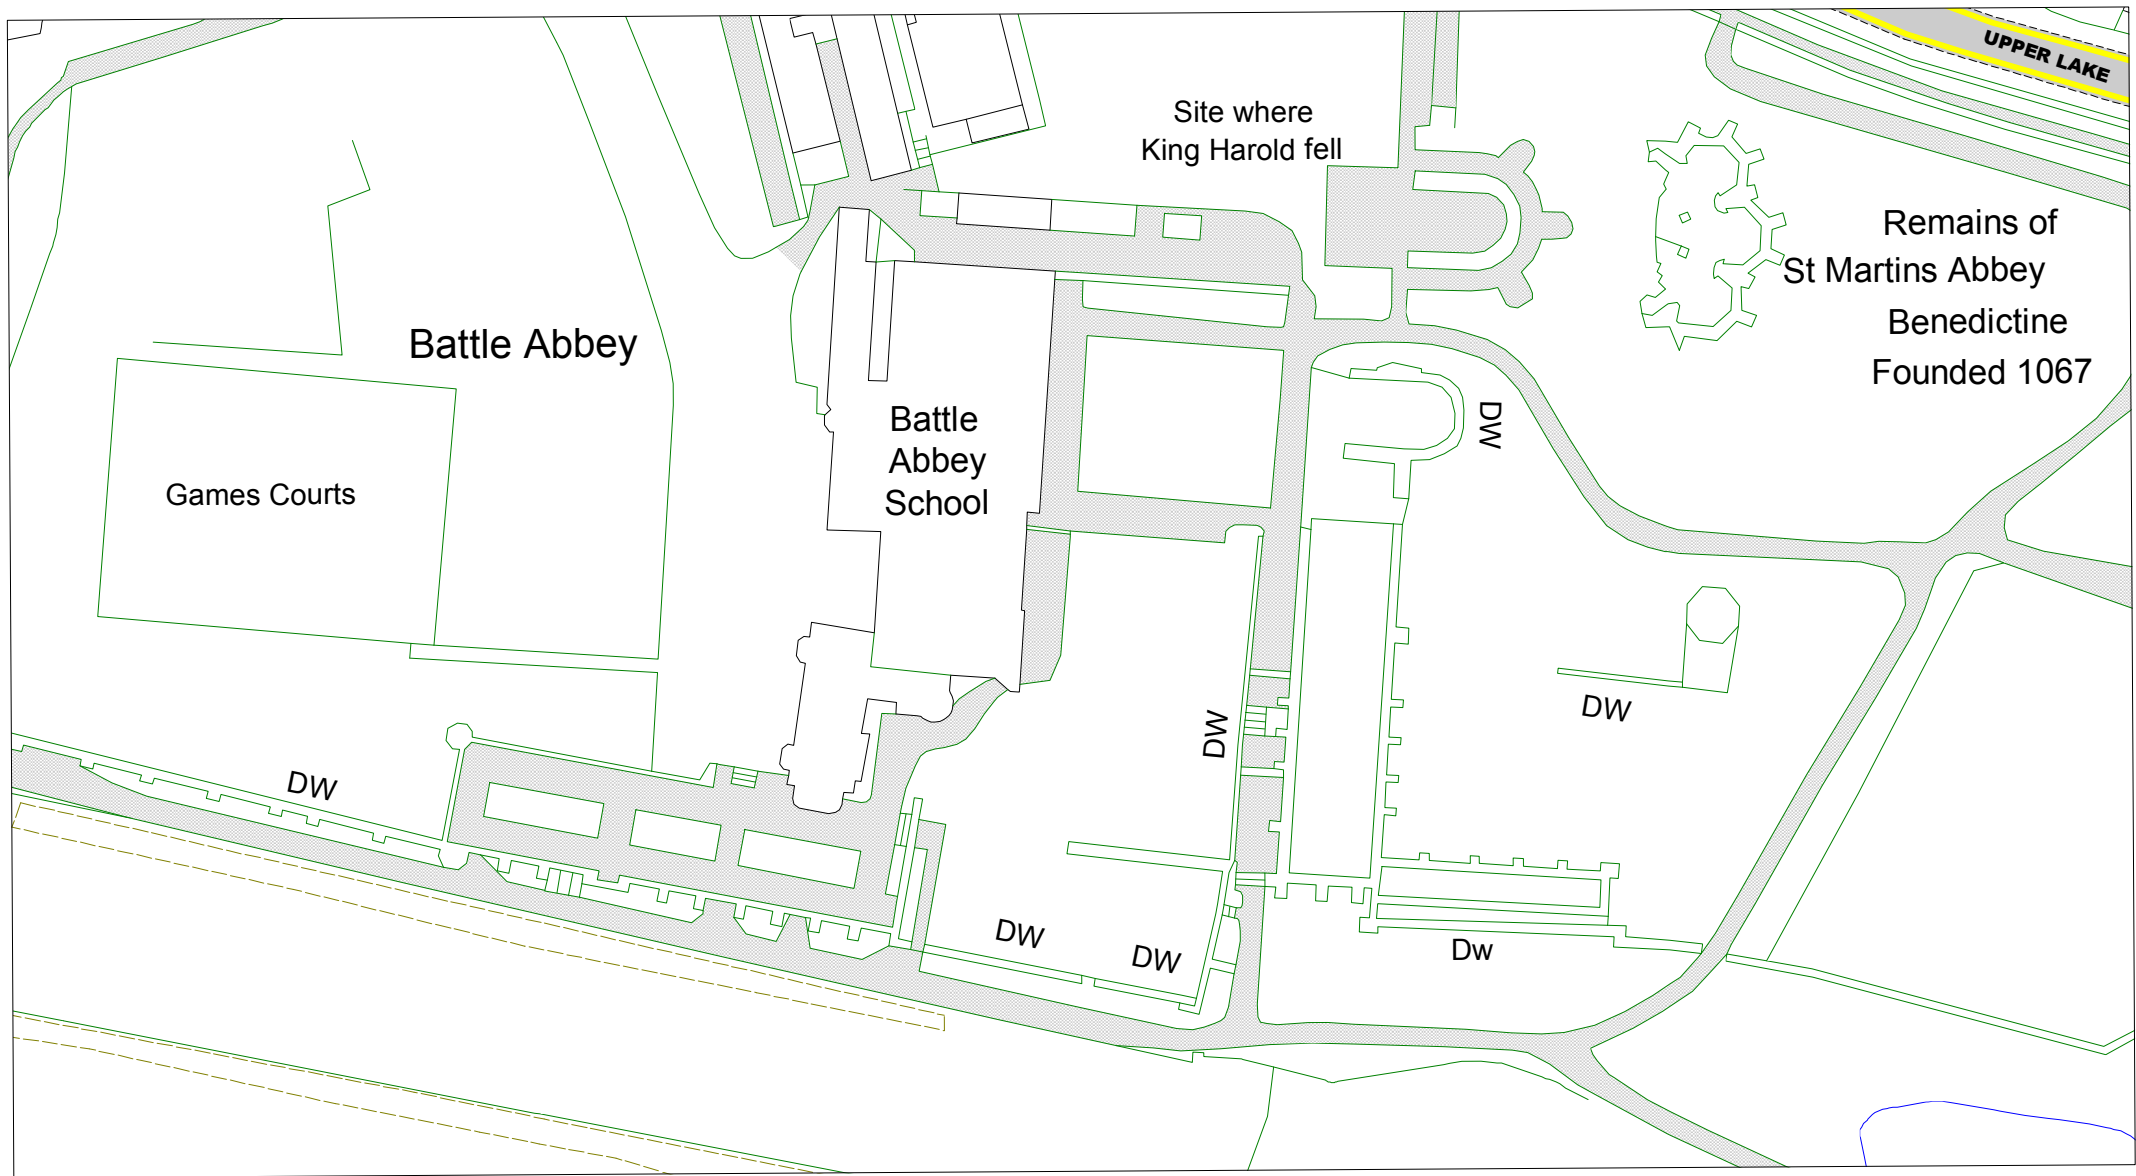 UPPER LAKE
Site where
King Harold fell
Remains of
St Martins Abbey
Benedictine
Founded 1067
Battle Abbey
Battle
Abbey
School
Games Courts
DW
DW
DW
DW
DW
DW
Dw